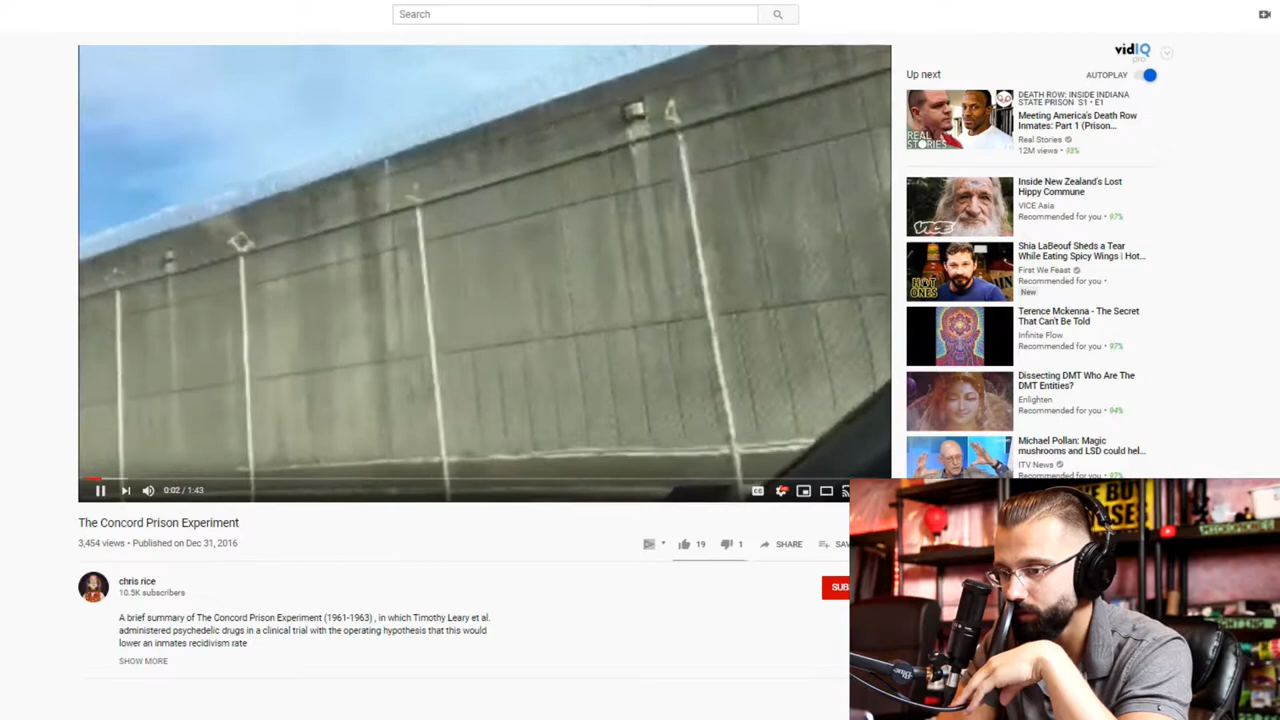 Search
vidIQ
pro
Up next
AUTOPLAY
DEATH ROW: INSIDE INDIANA
STATE PRISON S1 • E1
Meeting America's Death Row
Inmates: Part 1 (Prison...
Real Stories
12M views • 93%
REAL
STORIES
Inside New Zealand's Lost
Hippy Commune
VICE Asia
Recommended for you • 97%
VICE
Shia LaBeouf Sheds a Tear
While Eating Spicy Wings | Hot...
First We Feast
Recommended for you •
New
HOT
ONES
Terence Mckenna - The Secret
That Can't Be Told
Infinite Flow
Recommended for you • 97%
Dissecting DMT Who Are The
DMT Entities?
Enlighten
Recommended for you • 94%
Michael Pollan: Magic
mushrooms and LSD could hel...
ITV News
Recommended for you • 97%
0:02 / 1:43
CC
The Concord Prison Experiment
3,454 views • Published on Dec 31, 2016
19
1
SHARE
SAV
chris rice
10.5K subscribers
SUB
A brief summary of The Concord Prison Experiment (1961-1963) , in which Timothy Leary et al.
administered psychedelic drugs in a clinical trial with the operating hypothesis that this would
lower an inmates recidivism rate
SHOW MORE
Blue